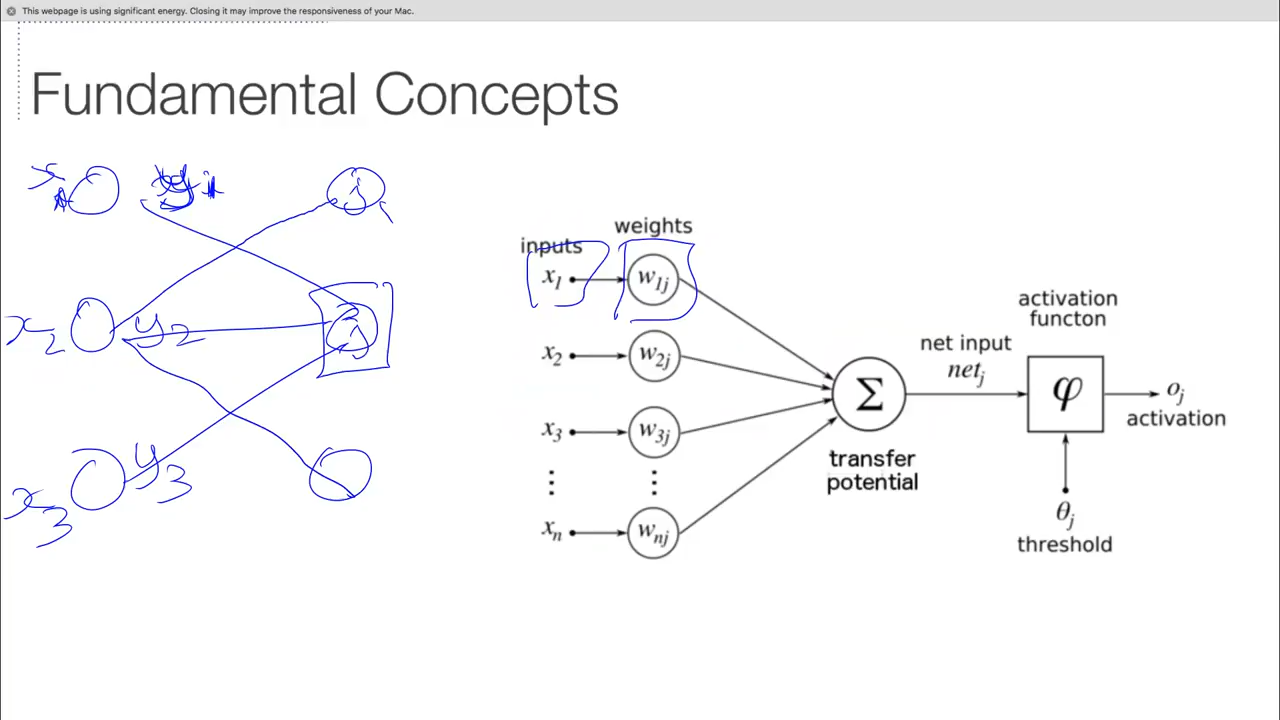 This webpage is using significant energy. Closing it may improve the responsiveness of your Mac.
Fundamental Concepts
x
j
x2
y2
j
x3
y3
weights
inputs
x1
w1j
x2
w2j
x3
w3j
⋮
⋮
xn
wnj
Σ
transfer
potential
net input
netj
activation
functon
φ
oj
activation
θj
threshold